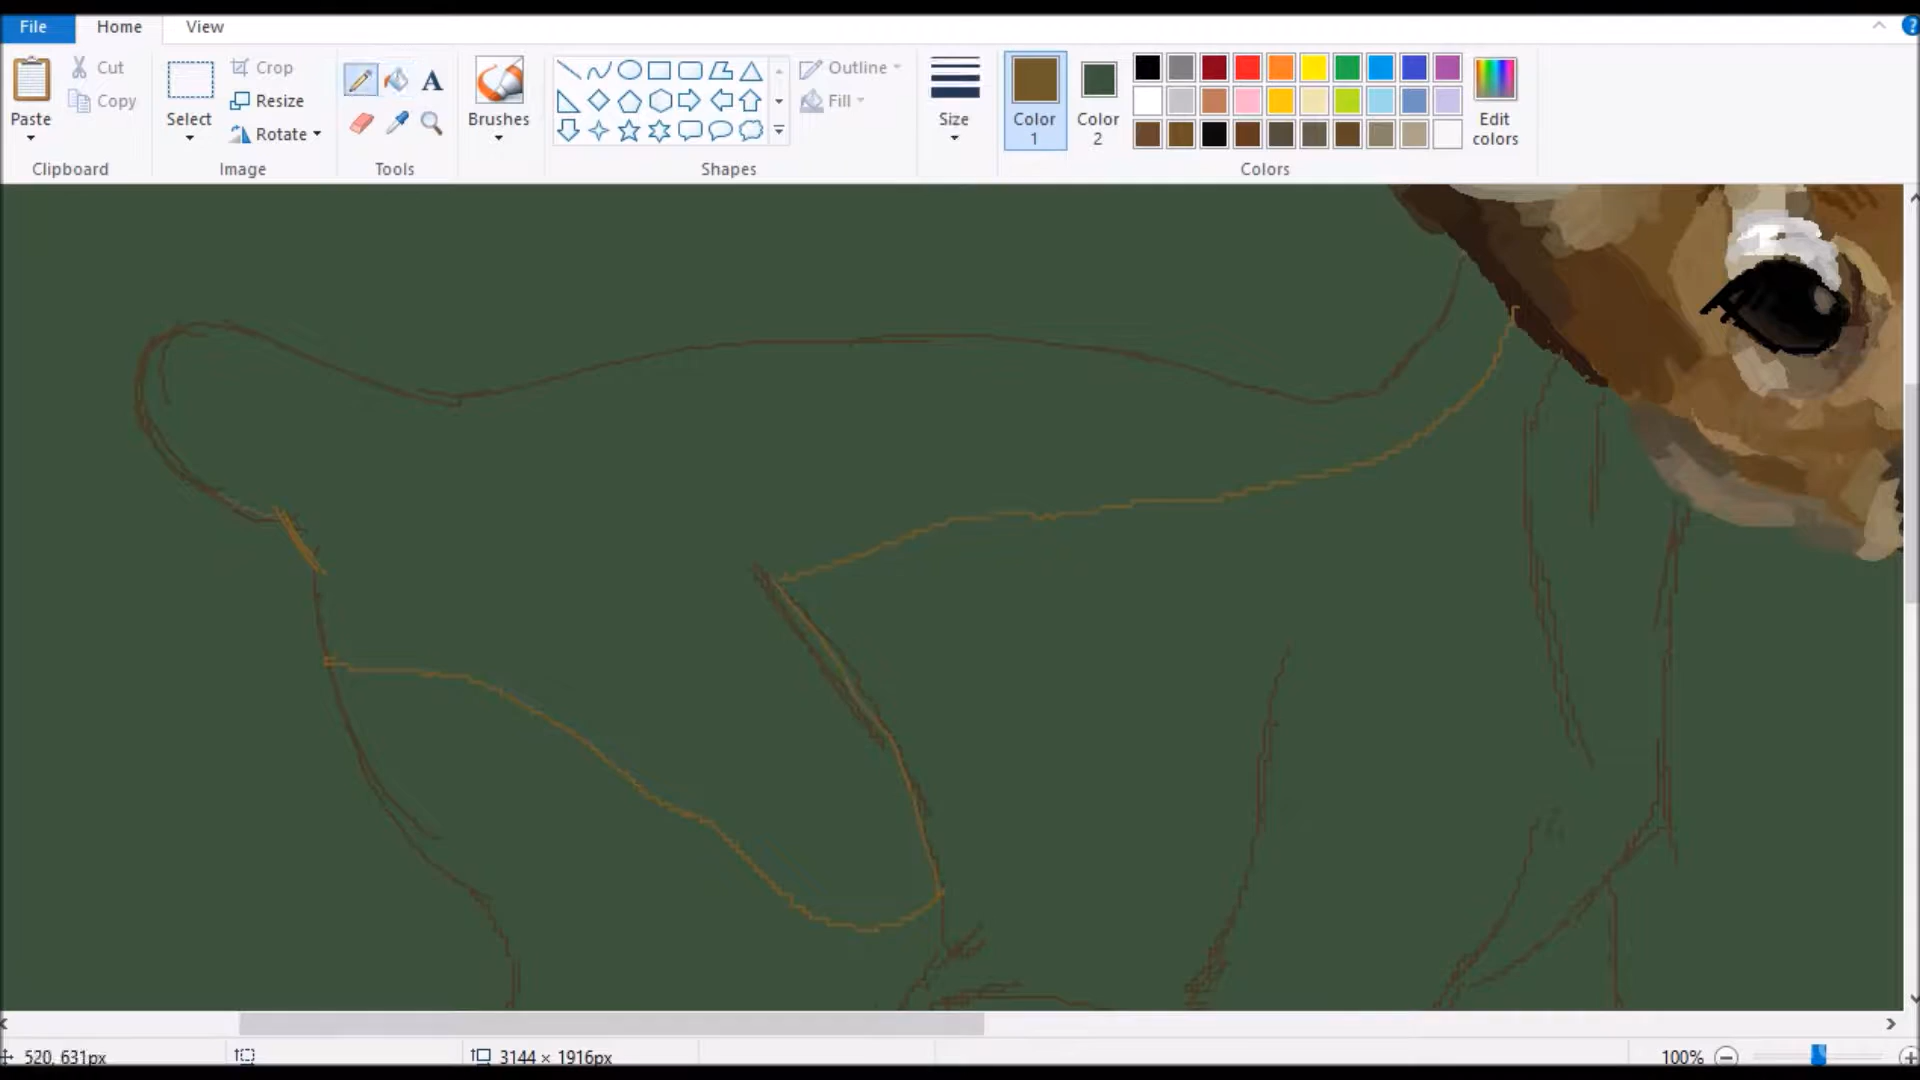 File Home View
?
Paste
Cut
Copy
Clipboard
Select
Crop
Resize
Rotate
Image
A
Tools
Brushes
Outline
Fill
Shapes
Size
Color
1
Color
2
Edit
colors
Colors
520, 631px
3144 × 1916px
100%